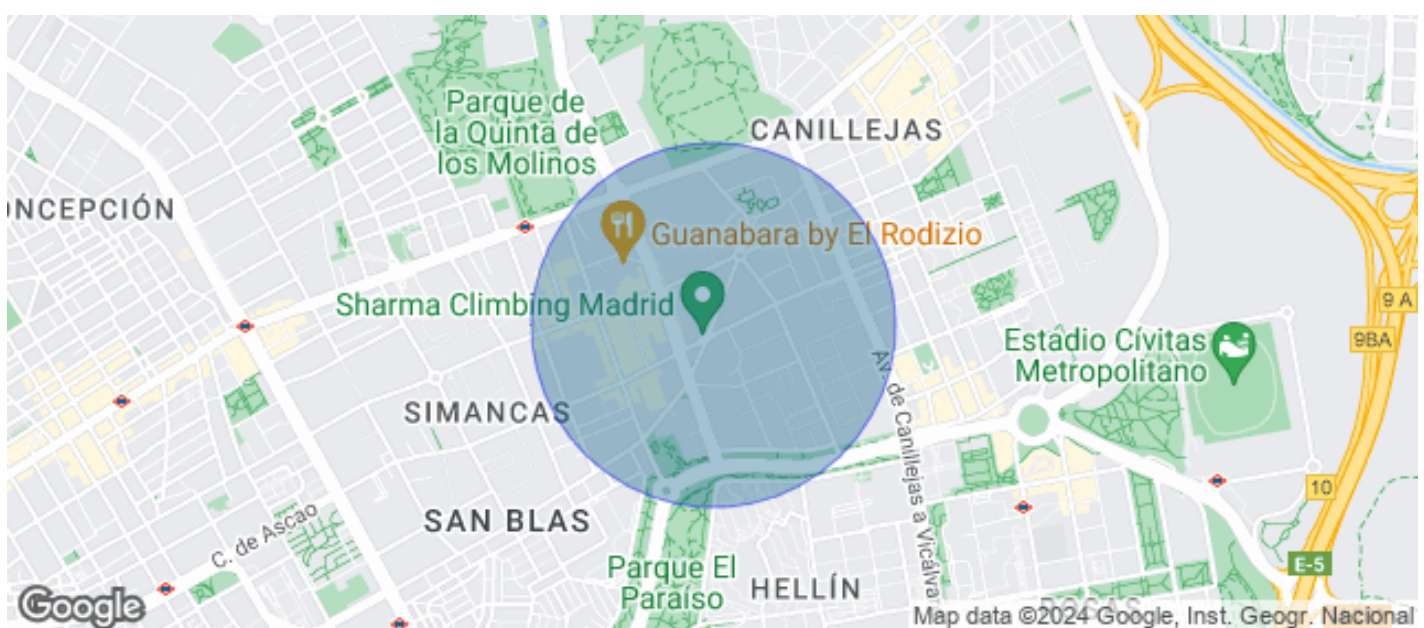 Parque de
la Quinta de
los Molinos
CANILLEJAS
ONCEPCIÓN
Guanabara by El Rodizio
Sharma Climbing Madrid
9 A
9BA
Estádio Cívitas
Metropolitano
SIMANCAS
Av. de Canillejas a Vicálva
10
SAN BLAS
C. de Ascao
E-5
Parque El
Paraíso
HELLÍN
Google
Map data ©2024 Google, Inst. Geogr. Nacional